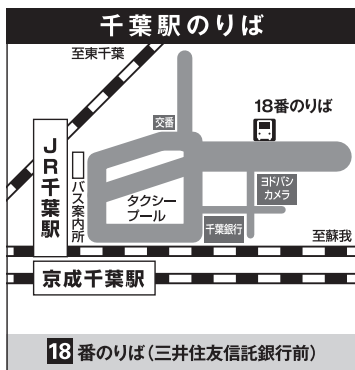 千葉駅のりば
至東千葉
交番
18番のりば
JR千葉駅
バス案内所
タクシー
プール
ヨドバシ
カメラ
千葉銀行
至蘇我
京成千葉駅
18番のりば（三井住友信託銀行前）